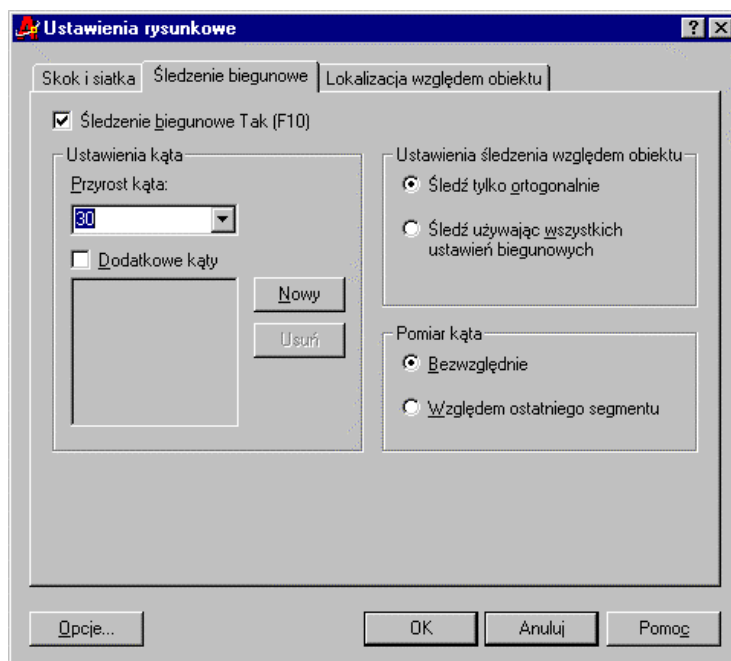 Ustawienia rysunkowe
Skok i siatka
Śledzenie biegunowe
Lokalizacja względem obiektu
Śledzenie biegunowe Tak (F10)
Ustawienia kąta
Przyrost kąta:
30
Dodatkowe kąty
Nowy
Usuń
Ustawienia śledzenia względem obiektu
Śledź tylko ortogonalnie
Śledź używając wszystkich
ustawień biegunowych
Pomiar kąta
Bezwzględnie
Względem ostatniego segmentu
Opcje...
OK
Anuluj
Pomoc